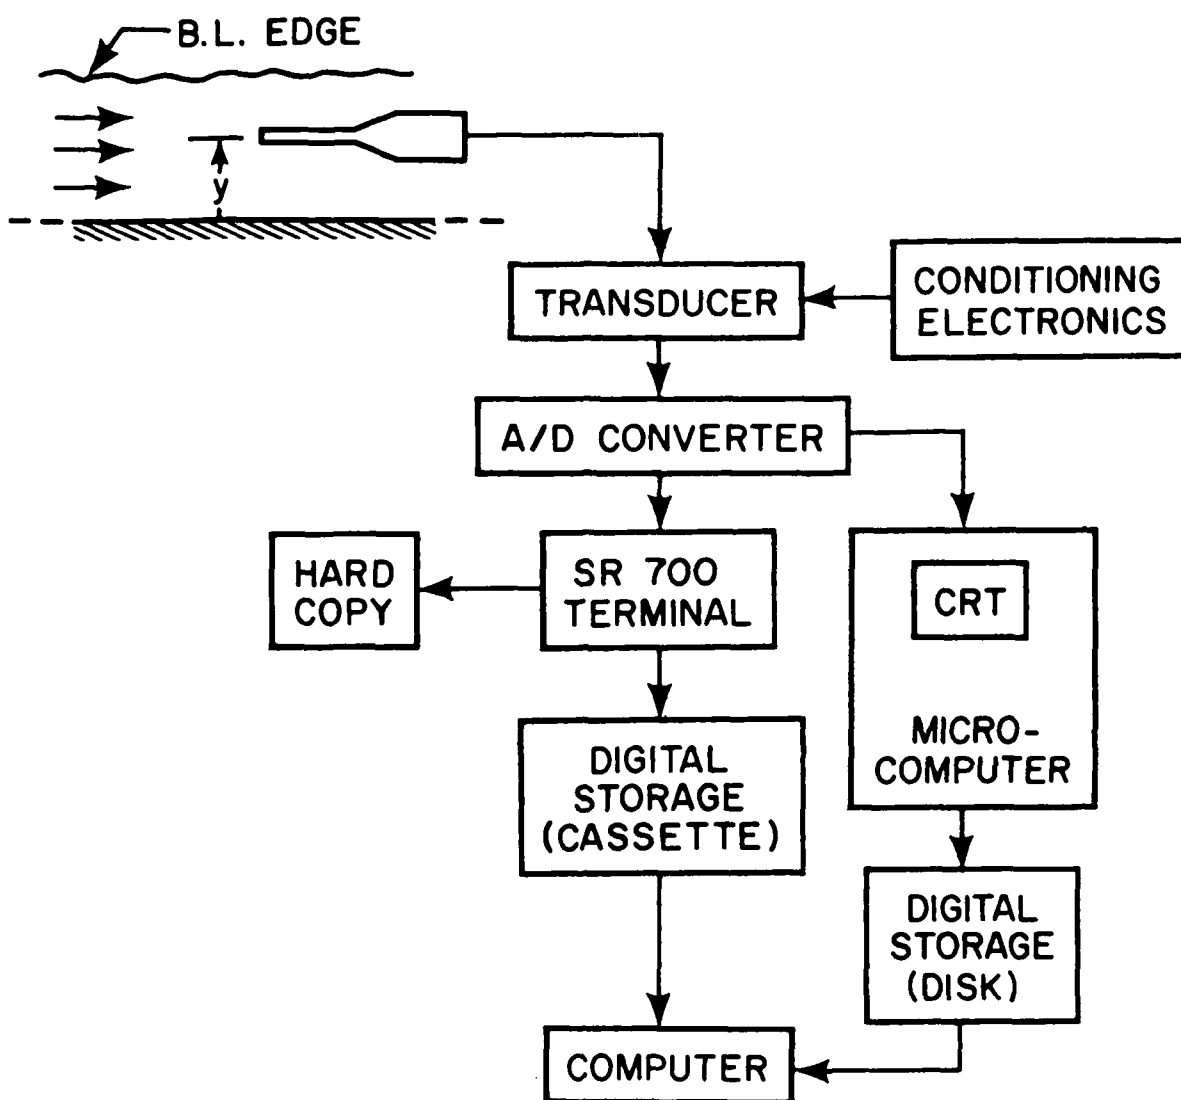 B.L. EDGE
y
TRANSDUCER
CONDITIONING
ELECTRONICS
A/D CONVERTER
HARD
COPY
SR 700
TERMINAL
CRT
MICRO-
COMPUTER
DIGITAL
STORAGE
(CASSETTE)
DIGITAL
STORAGE
(DISK)
COMPUTER